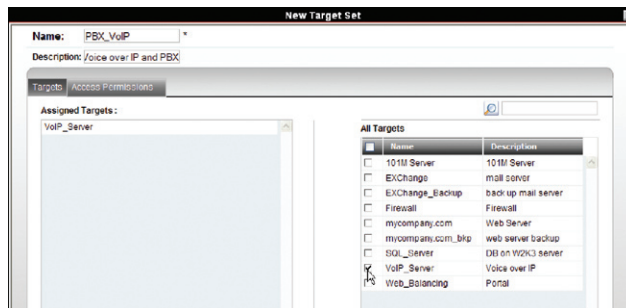 New Target Set
Name: PBX_VoIP *
Description: Voice over IP and PBX
Targets Access Permissions
Assigned Targets :
VoIP_Server
All Targets
Name Description
101M Server 101M Server
EXChange mail server
EXChange_Backup back up mail server
Firewall Firewall
mycompany.com Web Server
mycompany.com_bkp web server backup
SQL_Server DB on W2K3 server
VoIP_Server Voice over IP
Web_Balancing Portal